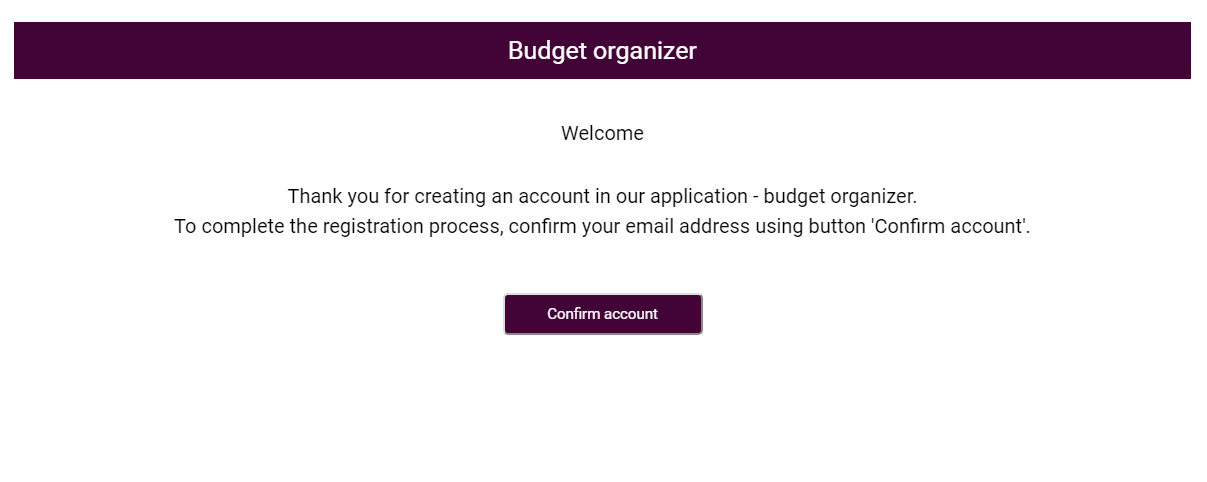 Budget organizer
Welcome
Thank you for creating an account in our application - budget organizer.
To complete the registration process, confirm your email address using button 'Confirm account'.
Confirm account